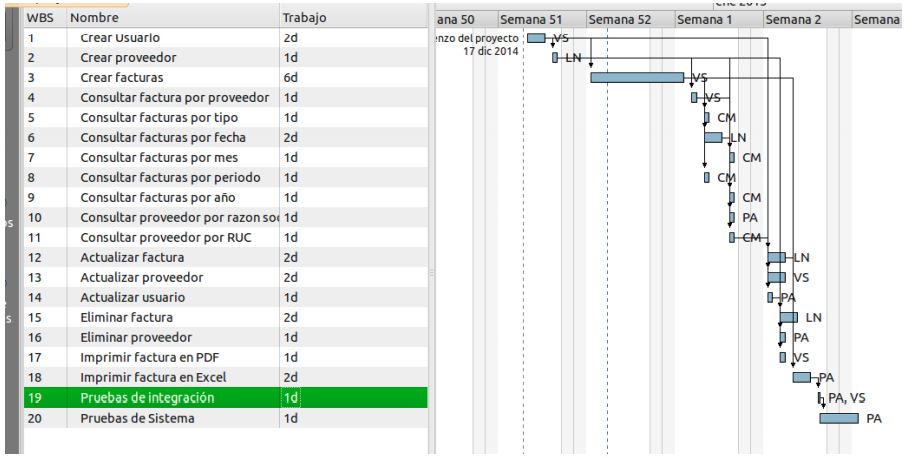 WBS Nombre Trabajo
1 Crear Usuario 2d
2 Crear proveedor 1d
3 Crear facturas 6d
4 Consultar factura por proveedor 1d
5 Consultar facturas por tipo 1d
6 Consultar facturas por fecha 2d
7 Consultar facturas por mes 1d
8 Consultar facturas por periodo 1d
9 Consultar facturas por año 1d
10 Consultar proveedor por razon soc 1d
11 Consultar proveedor por RUC 1d
12 Actualizar factura 2d
13 Actualizar proveedor 2d
14 Actualizar usuario 1d
15 Eliminar factura 2d
16 Eliminar proveedor 1d
17 Imprimir factura en PDF 1d
18 Imprimir factura en Excel 2d
19 Pruebas de integración 1d
20 Pruebas de Sistema 1d
ene 2015
ana 50 Semana 51 Semana 52 Semana 1 Semana 2 Semana
nzo del proyecto
17 dic 2014
VS
LN
VS
VS
CM
LN
CM
CM
CM
PA
CM
LN
VS
PA
LN
PA
VS
PA
PA, VS
PA